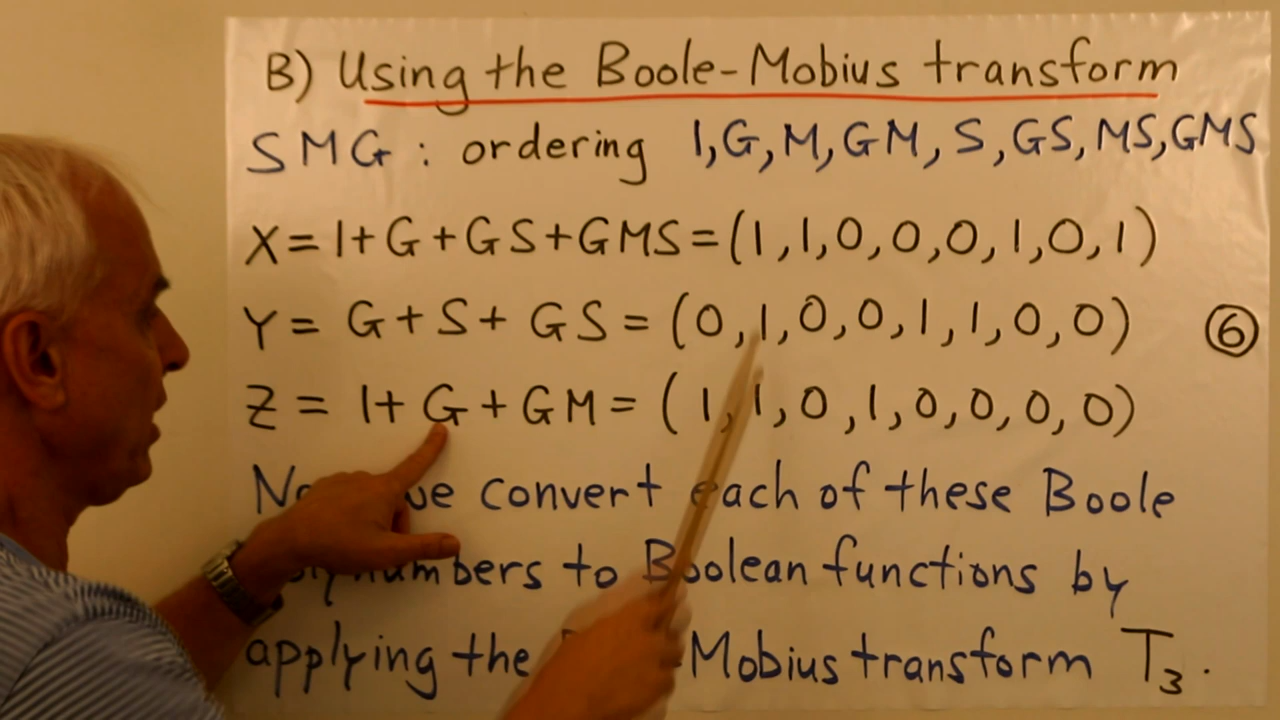 B) Using the Boole-Mobius transform
SMG : ordering 1,G,M,GM,S,GS,MS,GMS
X=1+G+GS+GMS=(1,1,0,0,0,1,0,1)
Y= G+S+ GS = (0,1,0,0,1,1,0,0)
⑥
Z = 1+G+GM= (1,1,0,1,0,0,0,0)
convert each of these Boole
to Boolean functions by
applying the Mobius transform T₃.